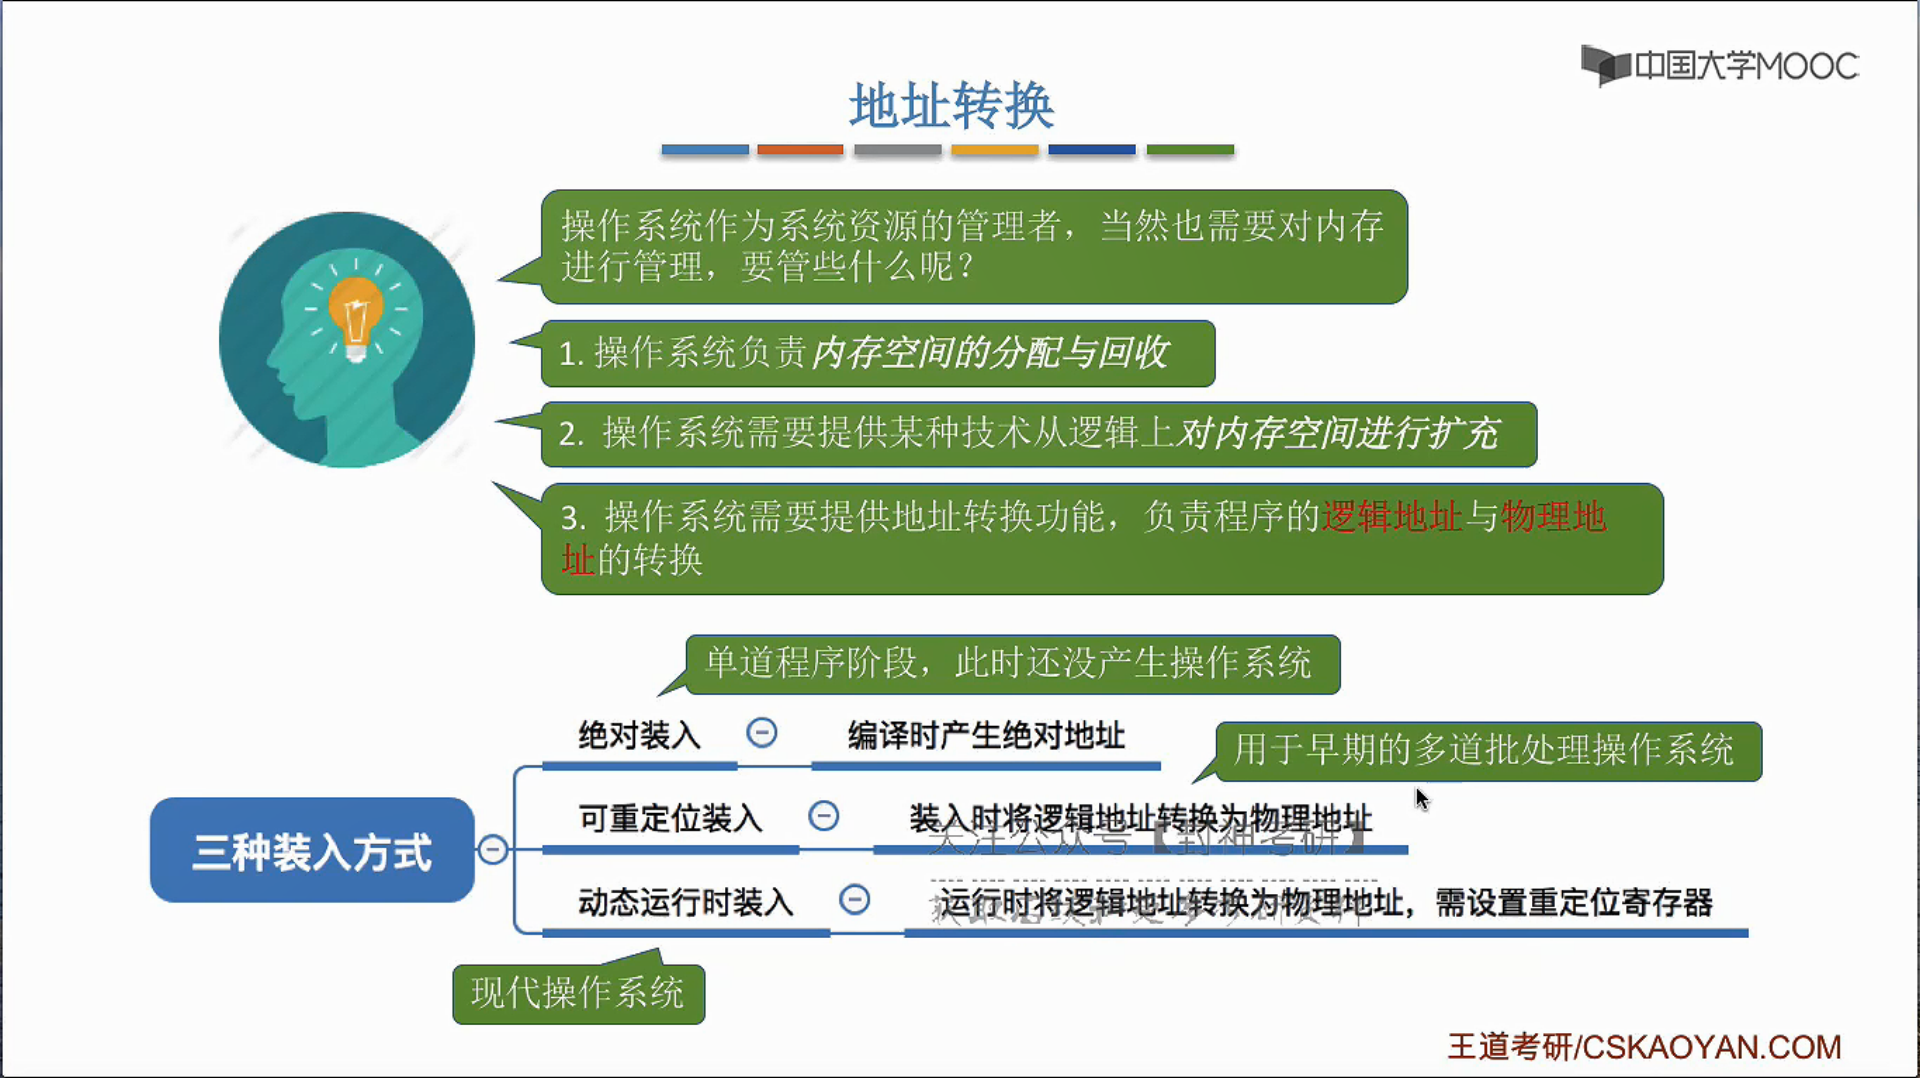 中国大学MOOC
地址转换
操作系统作为系统资源的管理者，当然也需要对内存
进行管理，要管些什么呢？
1. 操作系统负责内存空间的分配与回收
2. 操作系统需要提供某种技术从逻辑上对内存空间进行扩充
3. 操作系统需要提供地址转换功能，负责程序的逻辑地址与物理地
址的转换
单道程序阶段，此时还没产生操作系统
绝对装入
编译时产生绝对地址
用于早期的多道批处理操作系统
可重定位装入
装入时将逻辑地址转换为物理地址
关注公众号【封神考研】
三种装入方式
动态运行时装入
运行时将逻辑地址转换为物理地址，需设置重定位寄存器
现代操作系统
王道考研/CSKAOYAN.COM